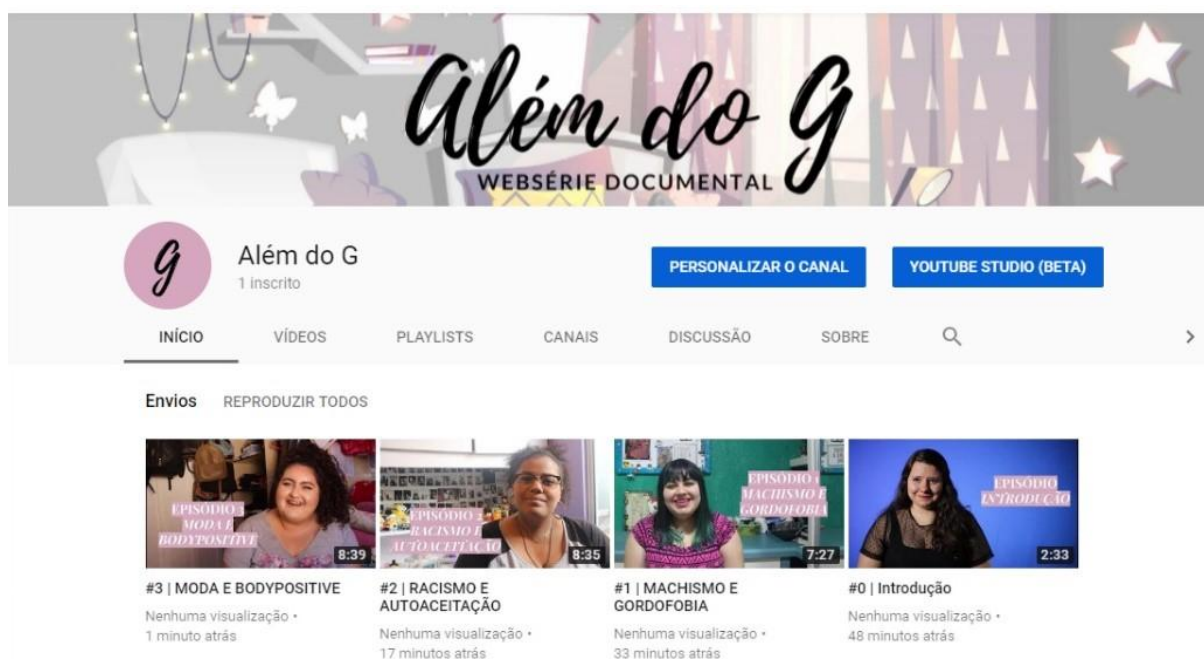 Além do G
WEBSÉRIE DOCUMENTAL
G
Além do G
1 inscrito
PERSONALIZAR O CANAL
YOUTUBE STUDIO (BETA)
INÍCIO VÍDEOS PLAYLISTS CANAIS DISCUSSÃO SOBRE
Envios REPRODUZIR TODOS
EPISÓDIO 3
MODA E
BODYPOSITIVE
8:39
EPISÓDIO 2
RACISMO E
AUTOACEITAÇÃO
8:35
EPISÓDIO 1
MACHISMO E
GORDOFOBIA
7:27
EPISÓDIO
INTRODUÇÃO
2:33
#3 | MODA E BODYPOSITIVE
Nenhuma visualização •
1 minuto atrás
#2 | RACISMO E
AUTOACEITAÇÃO
Nenhuma visualização •
17 minutos atrás
#1 | MACHISMO E
GORDOFOBIA
Nenhuma visualização •
33 minutos atrás
#0 | Introdução
Nenhuma visualização •
48 minutos atrás